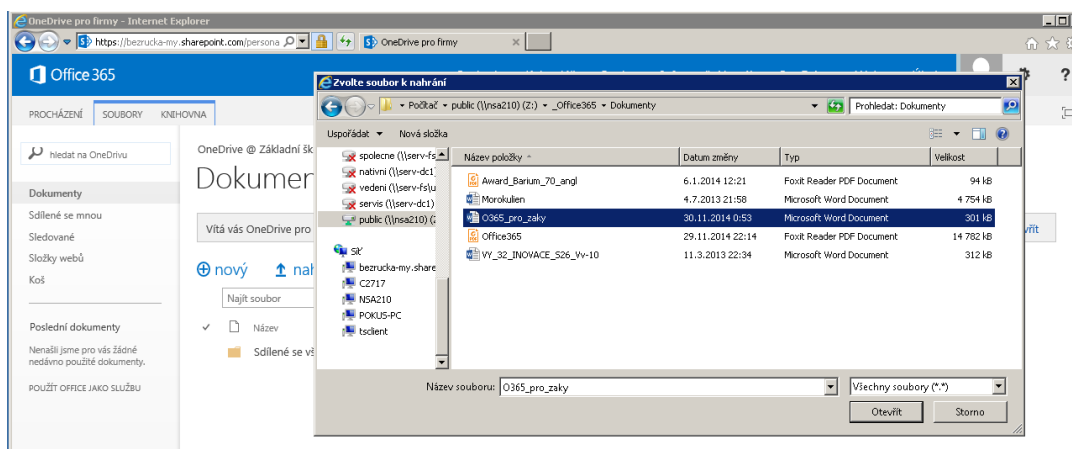 OneDrive pro firmy - Internet Explorer
https://bezrucka-my.sharepoint.com/persona
OneDrive pro firmy
Office 365
PROCHÁZENÍ SOUBORY KNIHOVNA
hledat na OneDrivu
Dokumenty
Sdílené se mnou
Sledované
Složky webů
Koš
Poslední dokumenty
Nenašli jsme pro vás žádné
nedávno použité dokumenty.
POUŽÍT OFFICE JAKO SLUŽBU
OneDrive @ Základní šk
Dokumen
Vítá vás OneDrive pro
vřít
nový nah
Najít soubor
Název
Sdílené se vš
Zvolte soubor k nahrání
Počítač public (\\nsa210) (Z:) _Office365 Dokumenty
Prohledat: Dokumenty
Uspořádat Nová složka
spolecne (\\serv-fs
nativni (\\serv-dc1)
vedeni (\\serv-fs\u
servis (\\serv-dc1)
public (\\nsa210) (Z
Síť
bezrucka-my.share
C2717
NSA210
POKUS-PC
tsclient
Název položky Datum změny Typ Velikost
Award_Barium_70_angl 6.1.2014 12:21 Foxit Reader PDF Document 94 kB
Morokulien 4.7.2013 21:58 Microsoft Word Document 4 754 kB
O365_pro_zaky 30.11.2014 0:53 Microsoft Word Document 301 kB
Office365 29.11.2014 22:14 Foxit Reader PDF Document 14 782 kB
VY_32_INOVACE_S26_Vv-10 11.3.2013 22:34 Microsoft Word Document 312 kB
Název souboru: O365_pro_zaky
Všechny soubory (*.*)
Otevřít Storno